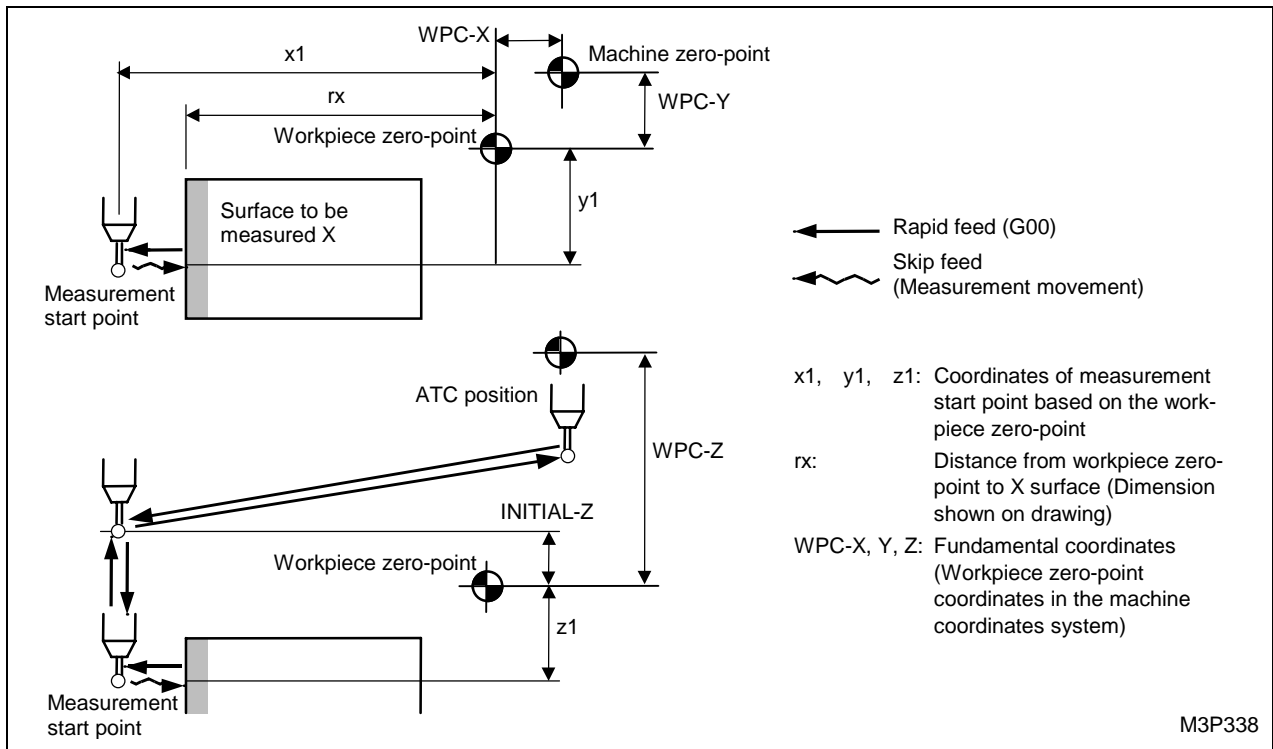 WPC-X
x1
Machine zero-point
rx
WPC-Y
Workpiece zero-point
y1
Surface to be
measured X
Measurement
start point
Rapid feed (G00)
Skip feed
(Measurement movement)
ATC position
WPC-Z
INITIAL-Z
Workpiece zero-point
z1
Measurement
start point
x1, y1, z1: Coordinates of measurement
start point based on the work-
piece zero-point
rx: Distance from workpiece zero-
point to X surface (Dimension
shown on drawing)
WPC-X, Y, Z: Fundamental coordinates
(Workpiece zero-point
coordinates in the machine
coordinates system)
M3P338